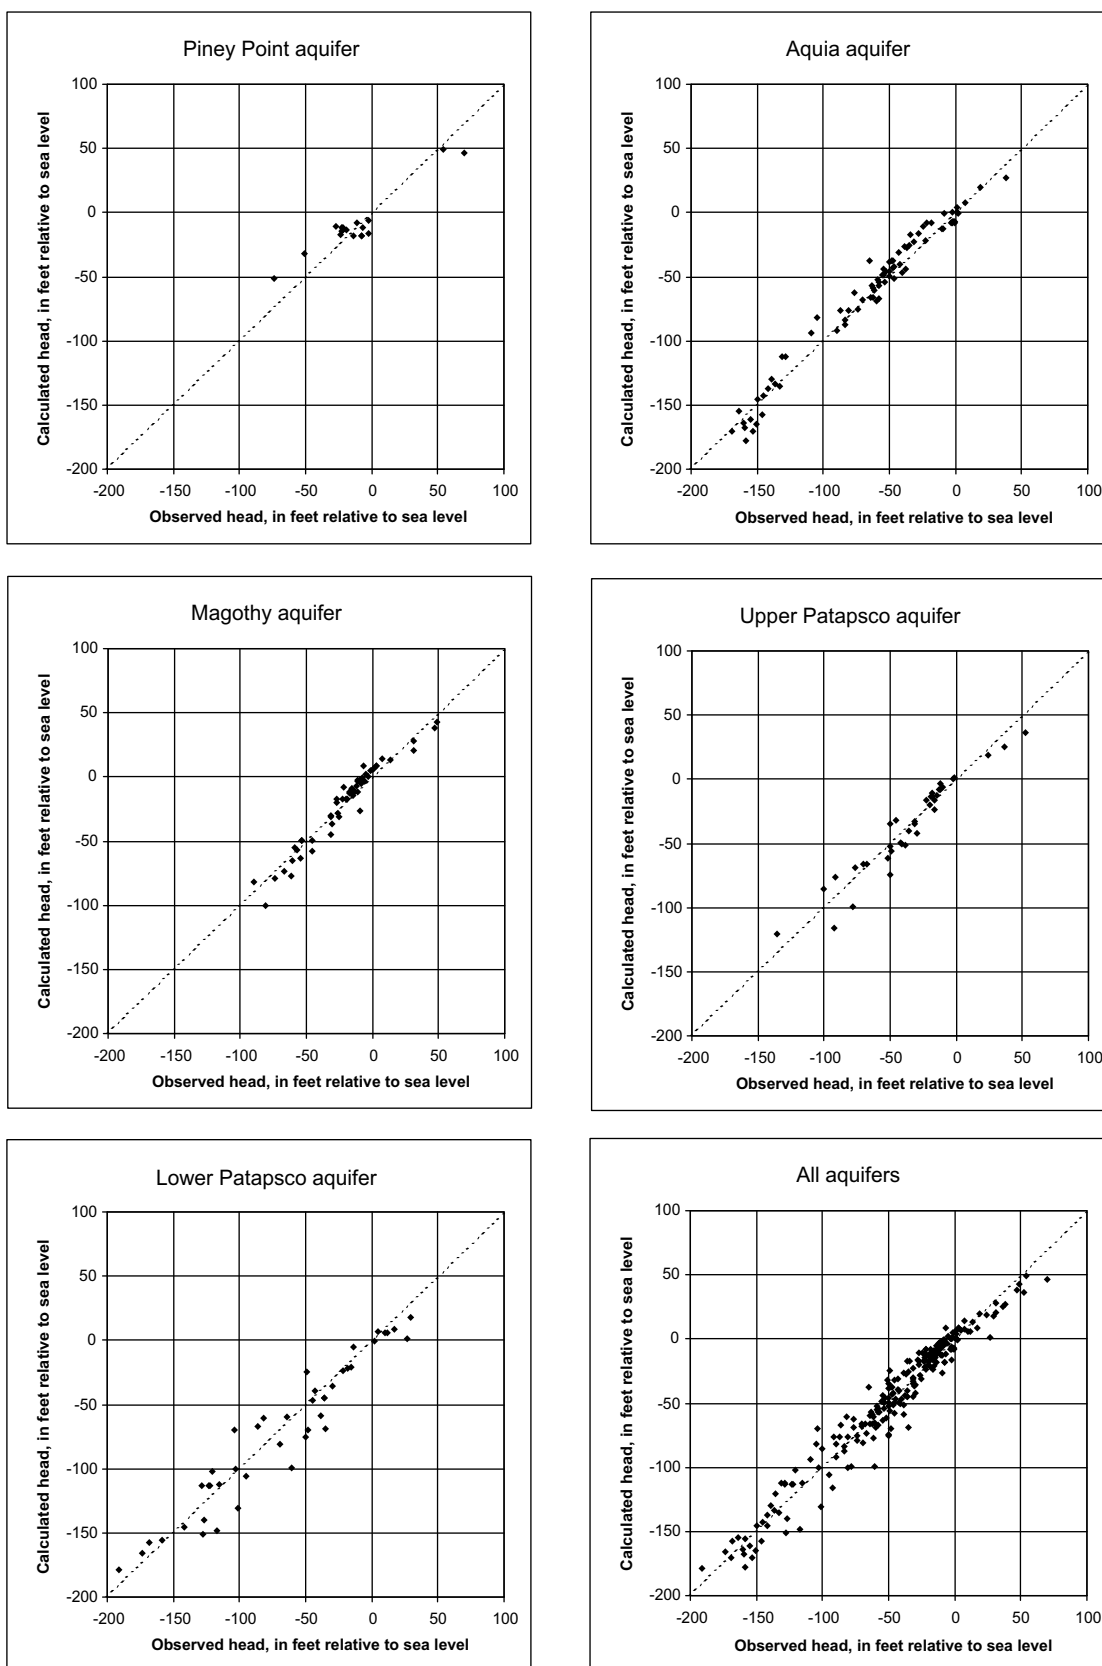 Piney Point aquifer
Calculated head, in feet relative to sea level
100
50
0
-50
-100
-150
-200
-200 -150 -100 -50 0 50 100
Observed head, in feet relative to sea level
Aquia aquifer
Calculated head, in feet relative to sea level
100
50
0
-50
-100
-150
-200
-200 -150 -100 -50 0 50 100
Observed head, in feet relative to sea level
Magothy aquifer
Calculated head, in feet relative to sea level
100
50
0
-50
-100
-150
-200
-200 -150 -100 -50 0 50 100
Observed head, in feet relative to sea level
Upper Patapsco aquifer
Calculated head, in feet relative to sea level
100
50
0
-50
-100
-150
-200
-200 -150 -100 -50 0 50 100
Observed head, in feet relative to sea level
Lower Patapsco aquifer
Calculated head, in feet relative to sea level
100
50
0
-50
-100
-150
-200
-200 -150 -100 -50 0 50 100
Observed head, in feet relative to sea level
All aquifers
Calculated head, in feet relative to sea level
100
50
0
-50
-100
-150
-200
-200 -150 -100 -50 0 50 100
Observed head, in feet relative to sea level